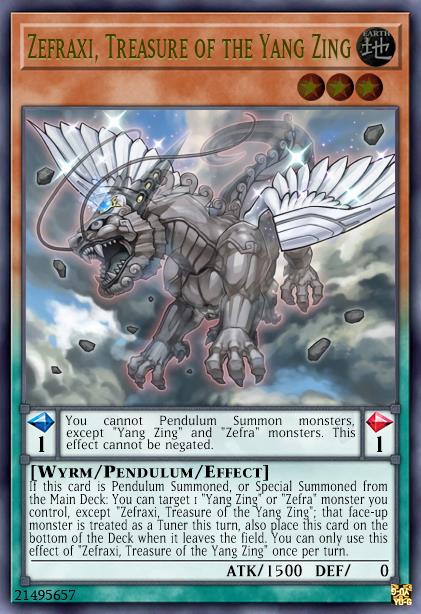 Zefraxi, Treasure of the Yang Zing
EARTH
地
1
You cannot Pendulum Summon monsters,
except "Yang Zing" and "Zefra" monsters. This
effect cannot be negated.
1
[Wyrm/Pendulum/Effect]
If this card is Pendulum Summoned, or Special Summoned from
the Main Deck: You can target 1 "Yang Zing" or "Zefra" monster you
control, except "Zefraxi, Treasure of the Yang Zing"; that face-up
monster is treated as a Tuner this turn, also place this card on the
bottom of the Deck when it leaves the field. You can only use this
effect of "Zefraxi, Treasure of the Yang Zing" once per turn.
ATK/1500 DEF/ 0
21495657